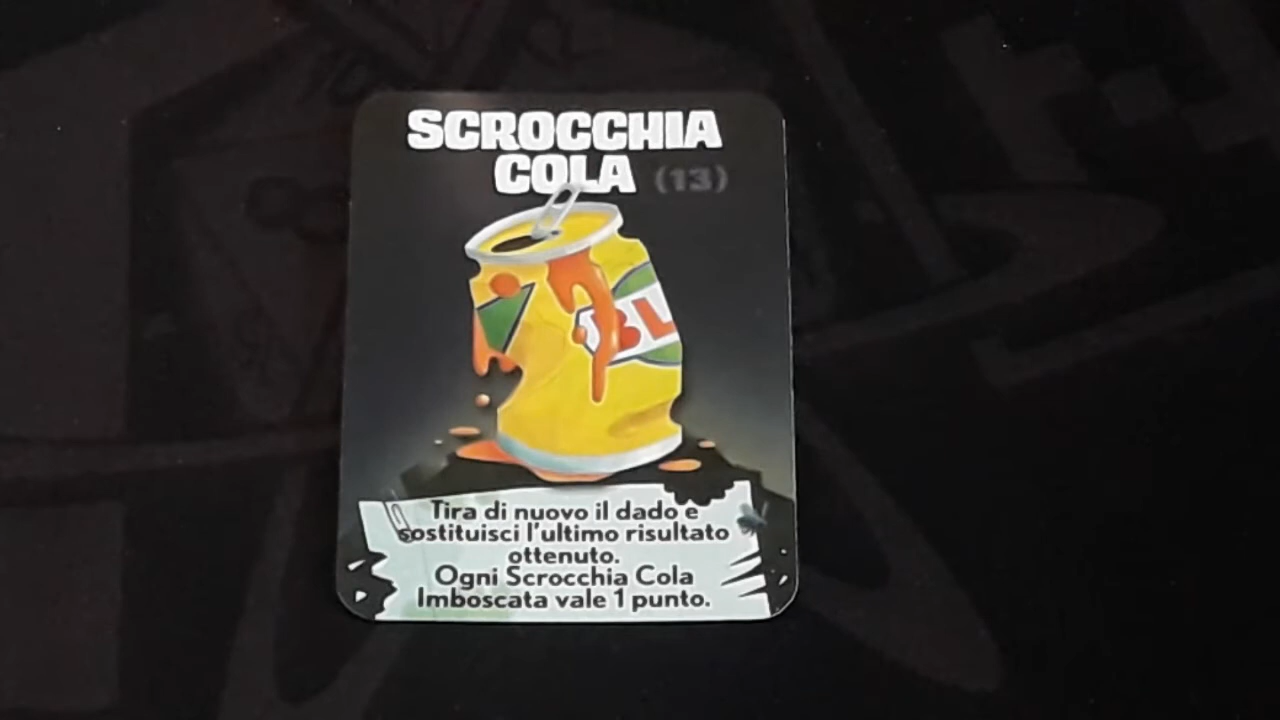 SCROCCHIA
COLA (13)
BL
Tira di nuovo il dado e
sostituisci l'ultimo risultato
ottenuto.
Ogni Scrocchia Cola
Imboscata vale 1 punto.